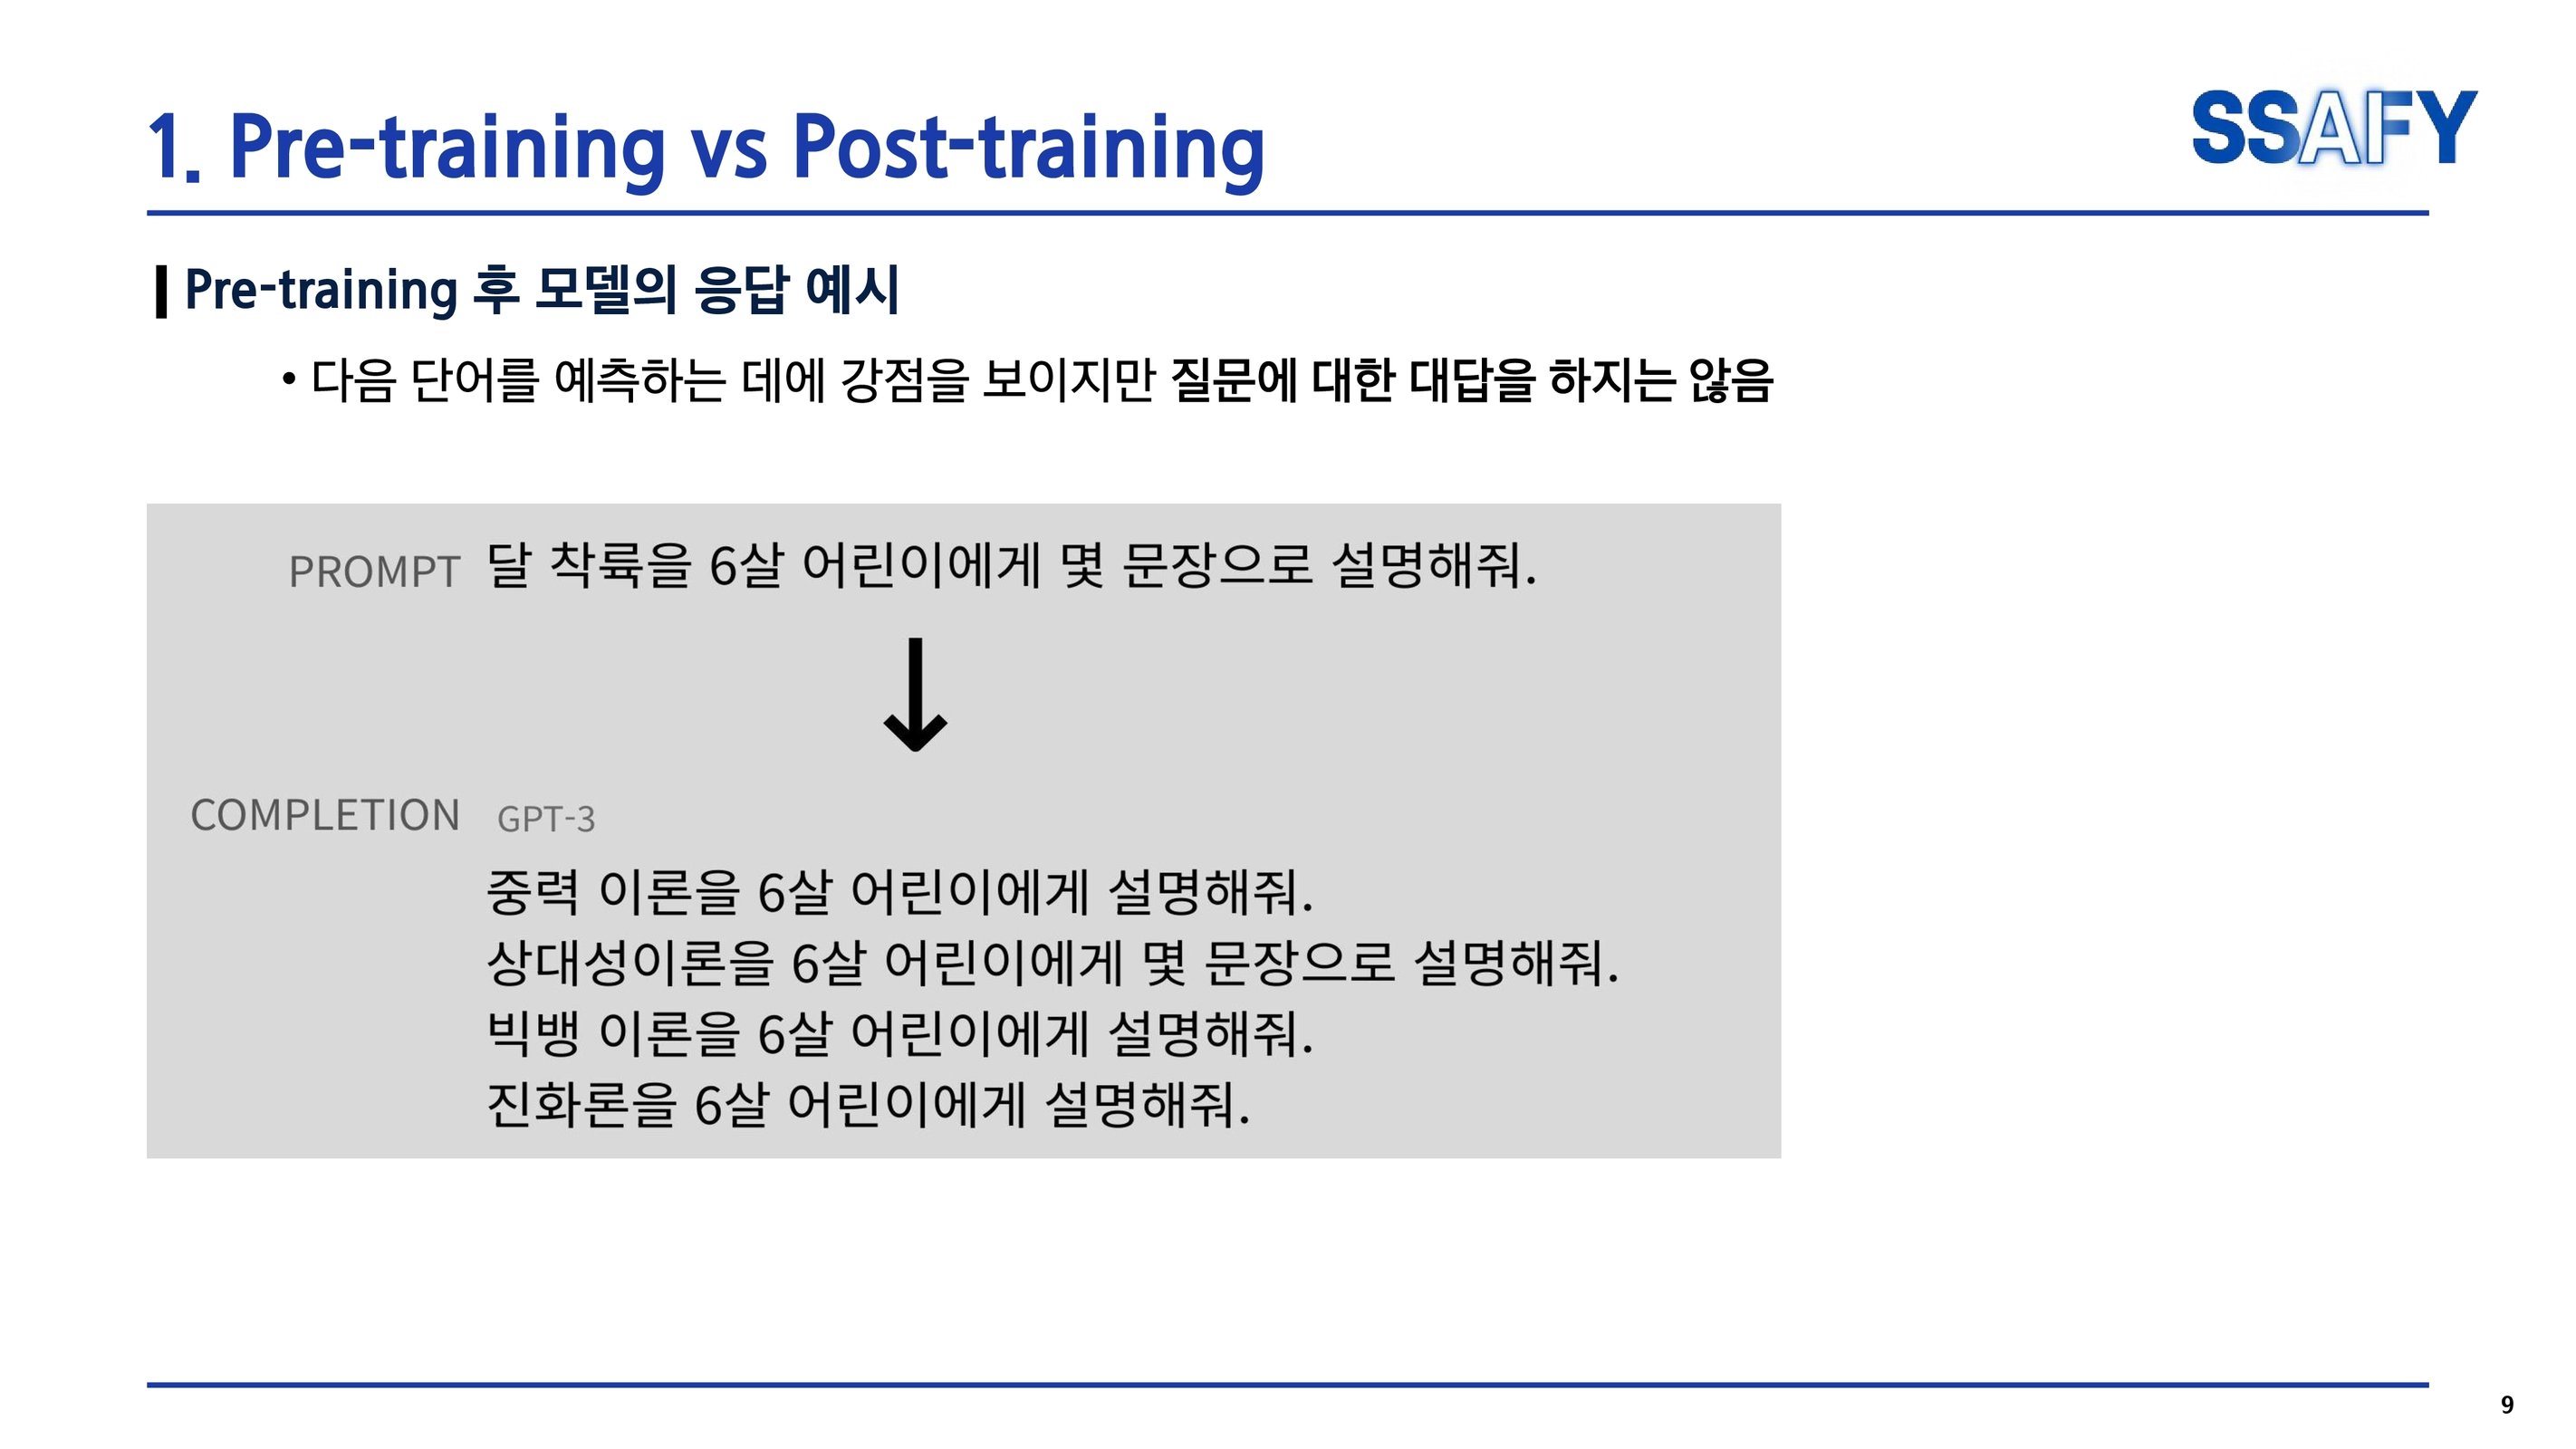 1. Pre-training vs Post-training
SSAFY
Pre-training 후 모델의 응답 예시
• 다음 단어를 예측하는 데에 강점을 보이지만 질문에 대한 대답을 하지는 않음
PROMPT 달 착륙을 6살 어린이에게 몇 문장으로 설명해줘.
↓
COMPLETION GPT-3
중력 이론을 6살 어린이에게 설명해줘.
상대성이론을 6살 어린이에게 몇 문장으로 설명해줘.
빅뱅 이론을 6살 어린이에게 설명해줘.
진화론을 6살 어린이에게 설명해줘.
9